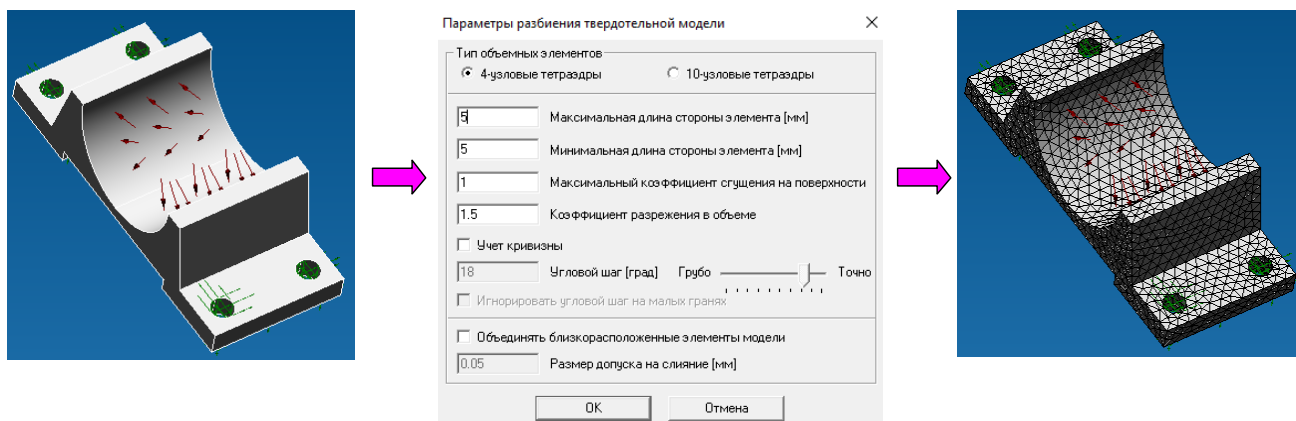 Параметры разбиения твердотельной модели
Тип объемных элементов
4-узловые тетраэдры 10-узловые тетраэдры
5 Максимальная длина стороны элемента [мм]
5 Минимальная длина стороны элемента [мм]
1 Максимальный коэффициент сгущения на поверхности
1.5 Коэффициент разрежения в объеме
Учет кривизны
18 Угловой шаг [град] Грубо Точно
Игнорировать угловой шаг на малых гранях
Объединять близкорасположенные элементы модели
0.05 Размер допуска на слияние [мм]
OK Отмена